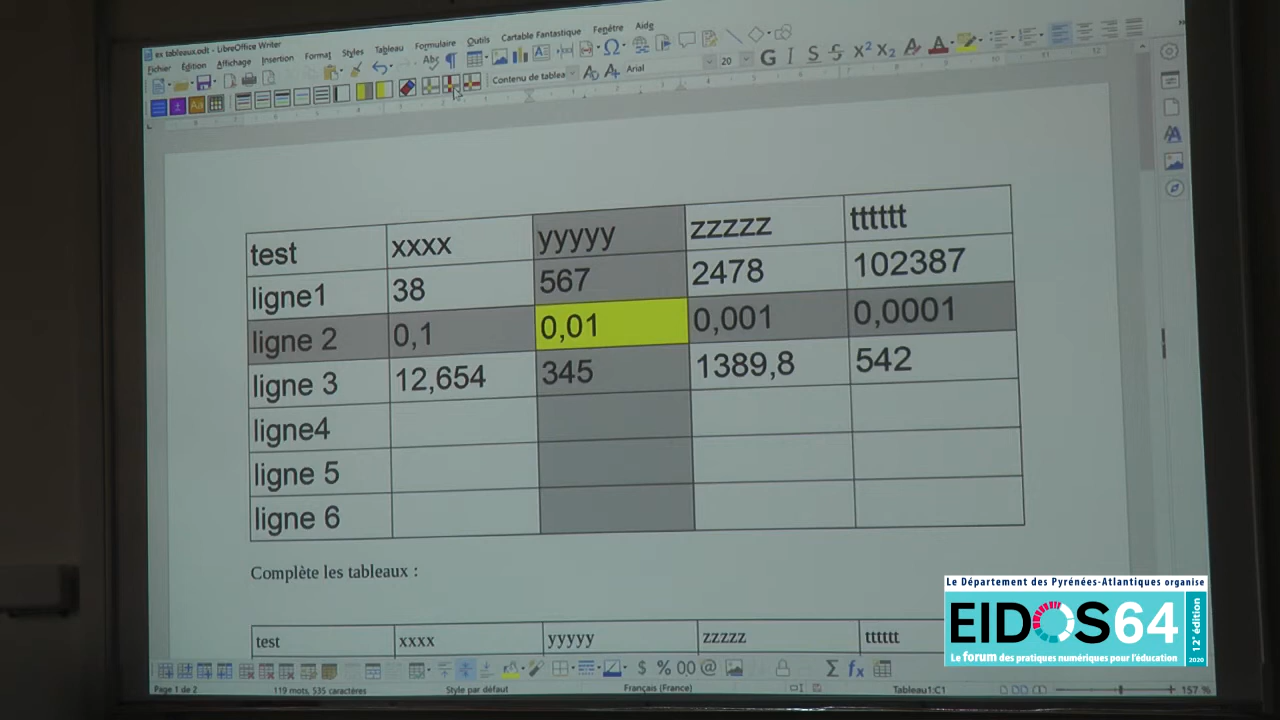 ex tableaux.odt - LibreOffice Writer
Fichier Édition Affichage Insertion Format Styles Tableau Formulaire Outils Cartable Fantastique Fenêtre Aide
Contenu de tablea Arial 20 G I S S X² X₂ A A
test xxxx yyyyy zzzzz tttttt
ligne1 38 567 2478 102387
ligne 2 0,1 0,01 0,001 0,0001
ligne 3 12,654 345 1389,8 542
ligne4
ligne 5
ligne 6
Complète les tableaux :
test xxxx yyyyy zzzzz tttttt
Page 1 de 2 119 mots, 535 caractères Style par défaut Français (France) Tableau1:C1 157 %
Le Département des Pyrénées-Atlantiques organise
EIDOS64
12e édition
2020
Le forum des pratiques numériques pour l'éducation